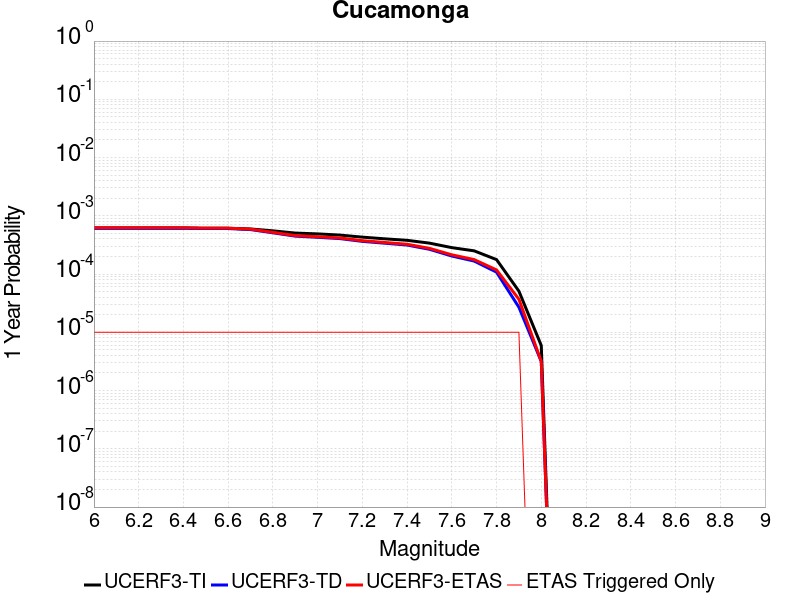 Cucamonga
10^0
10^-1
10^-2
10^-3
10^-4
10^-5
10^-6
10^-7
10^-8
1 Year Probability
6 6.2 6.4 6.6 6.8 7 7.2 7.4 7.6 7.8 8 8.2 8.4 8.6 8.8 9
Magnitude
UCERF3-TI UCERF3-TD UCERF3-ETAS ETAS Triggered Only